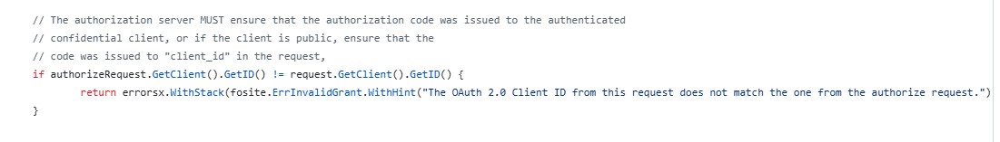 // The authorization server MUST ensure that the authorization code was issued to the authenticated
// confidential client, or if the client is public, ensure that the
// code was issued to "client_id" in the request,
if authorizeRequest.GetClient().GetID() != request.GetClient().GetID() {
return errorsx.WithStack(fosite.ErrInvalidGrant.WithHint("The OAuth 2.0 Client ID from this request does not match the one from the authorize request.")
}